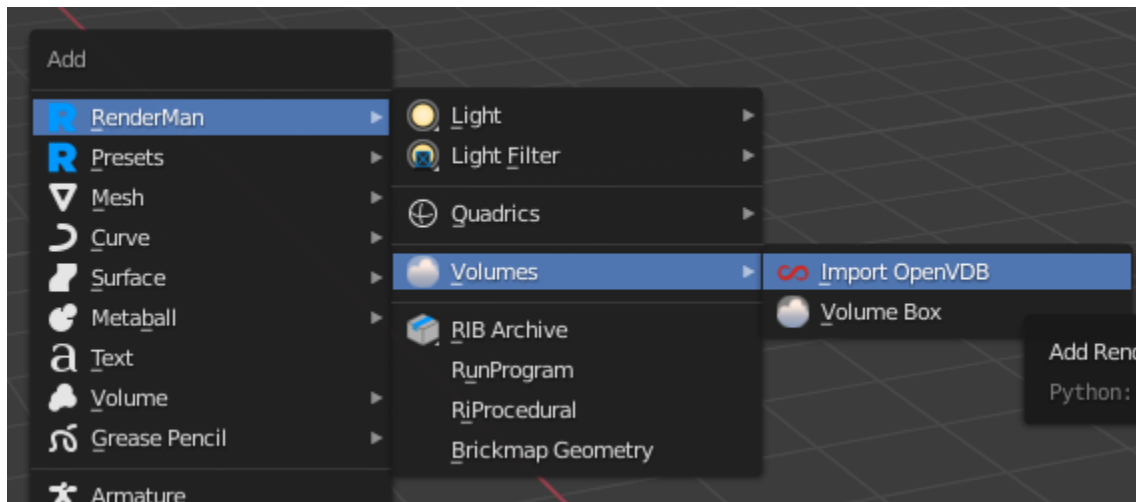 Add
RenderMan
Presets
Mesh
Curve
Surface
Metaball
Text
Volume
Grease Pencil
Armature
Light
Light Filter
Quadrics
Volumes
RIB Archive
RunProgram
RiProcedural
Brickmap Geometry
Import OpenVDB
Volume Box
Add Rend
Python: